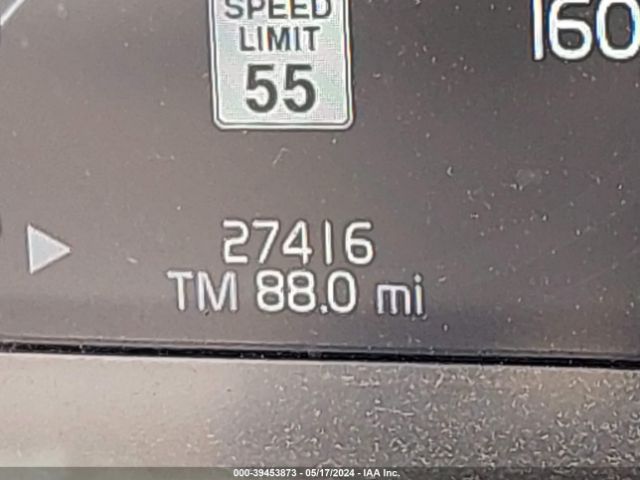 SPEED
LIMIT
55
160
27416
TM 88.0 mi
000-39453873 - 05/17/2024 - IAA Inc.